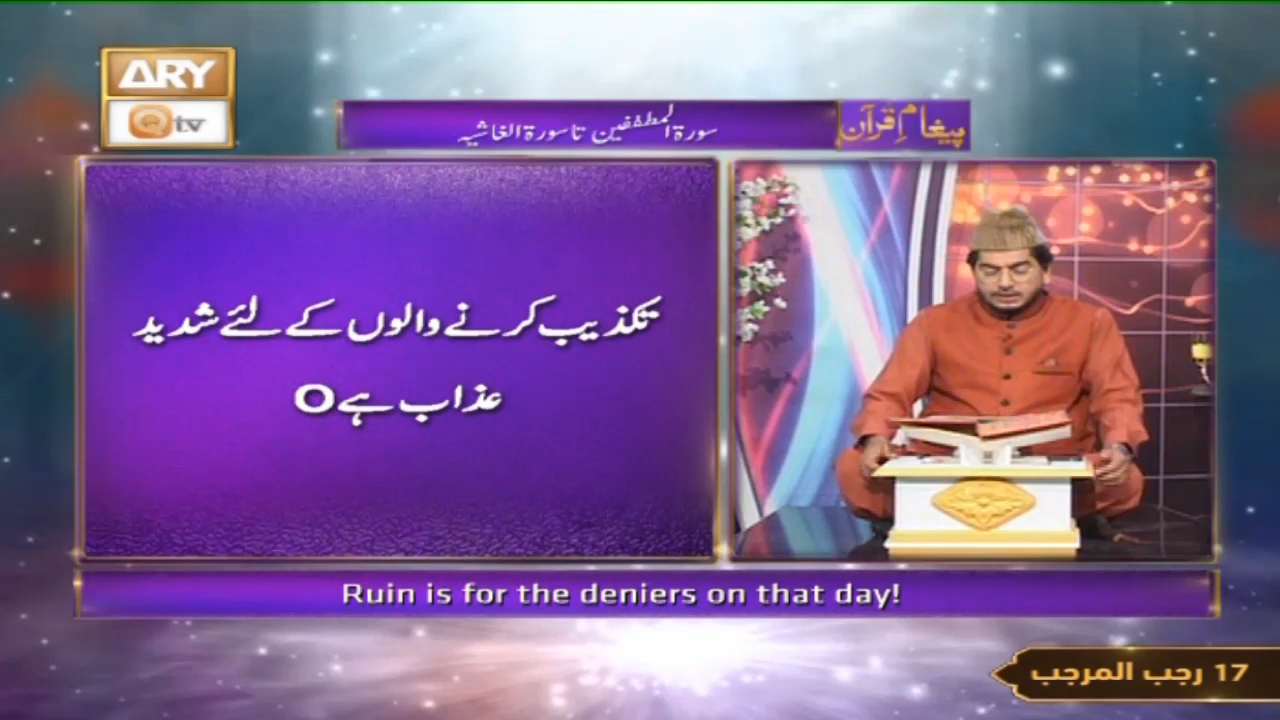 ARY
Qtv
پیغامِ قرآن
سورۃ المطففین تا سورۃ الغاشیہ
تکذیب کرنے والوں کے لئے شدید
عذاب ہےO
Ruin is for the deniers on that day!
17 رجب المرجب